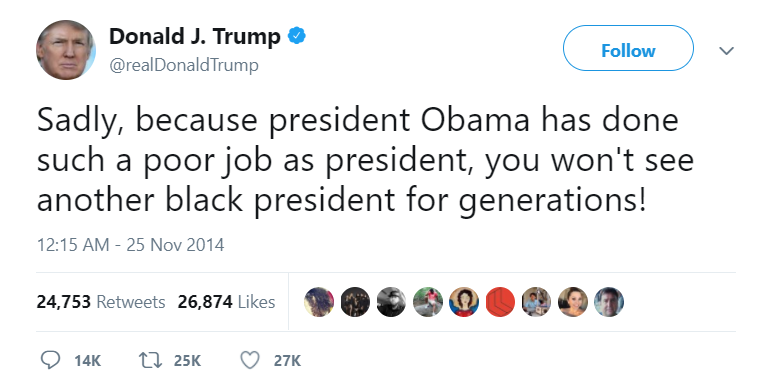 Donald J. Trump
@realDonaldTrump
Follow
Sadly, because president Obama has done
such a poor job as president, you won't see
another black president for generations!
12:15 AM - 25 Nov 2014
24,753 Retweets 26,874 Likes
14K 25K 27K